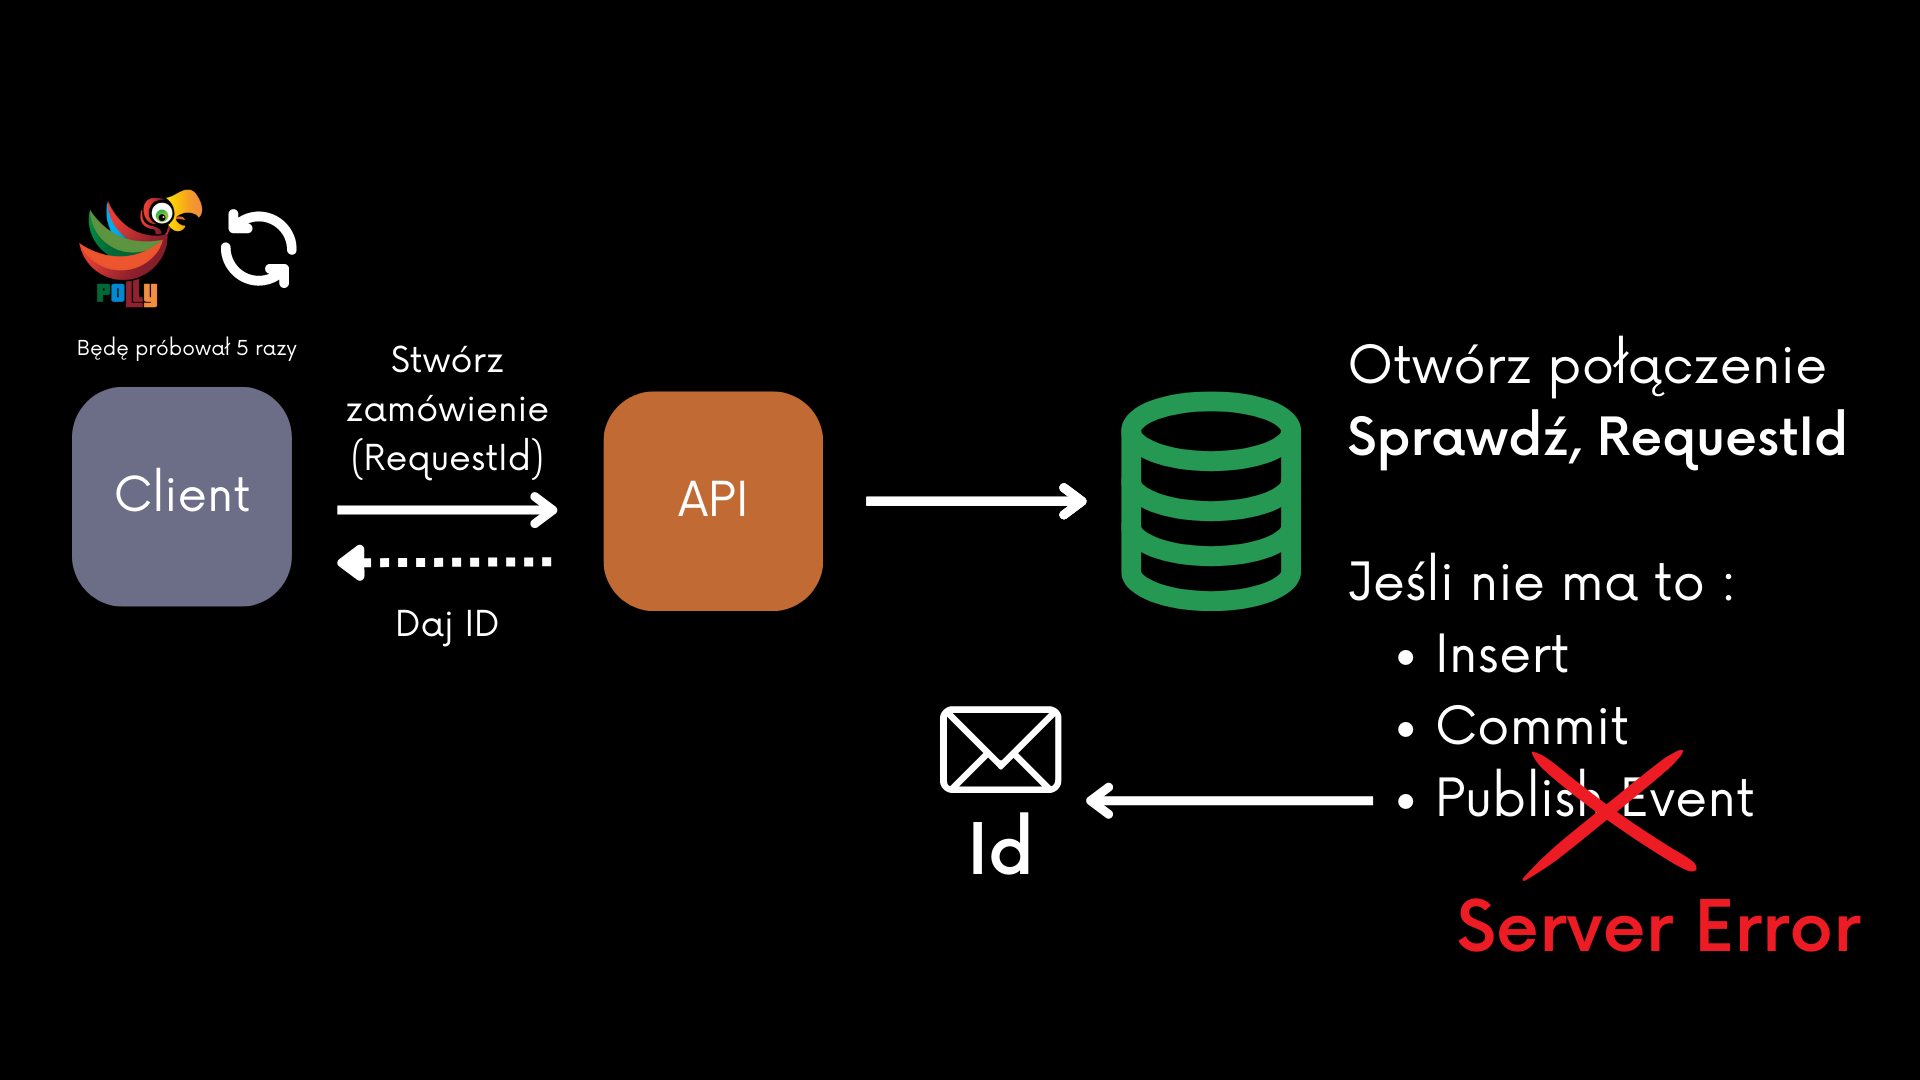 POLLY
Będę próbował 5 razy
Client
Stwórz
zamówienie
(RequestId)
Daj ID
API
Otwórz połączenie
Sprawdź, RequestId
Jeśli nie ma to :
• Insert
• Commit
• Publish Event
Id
Server Error